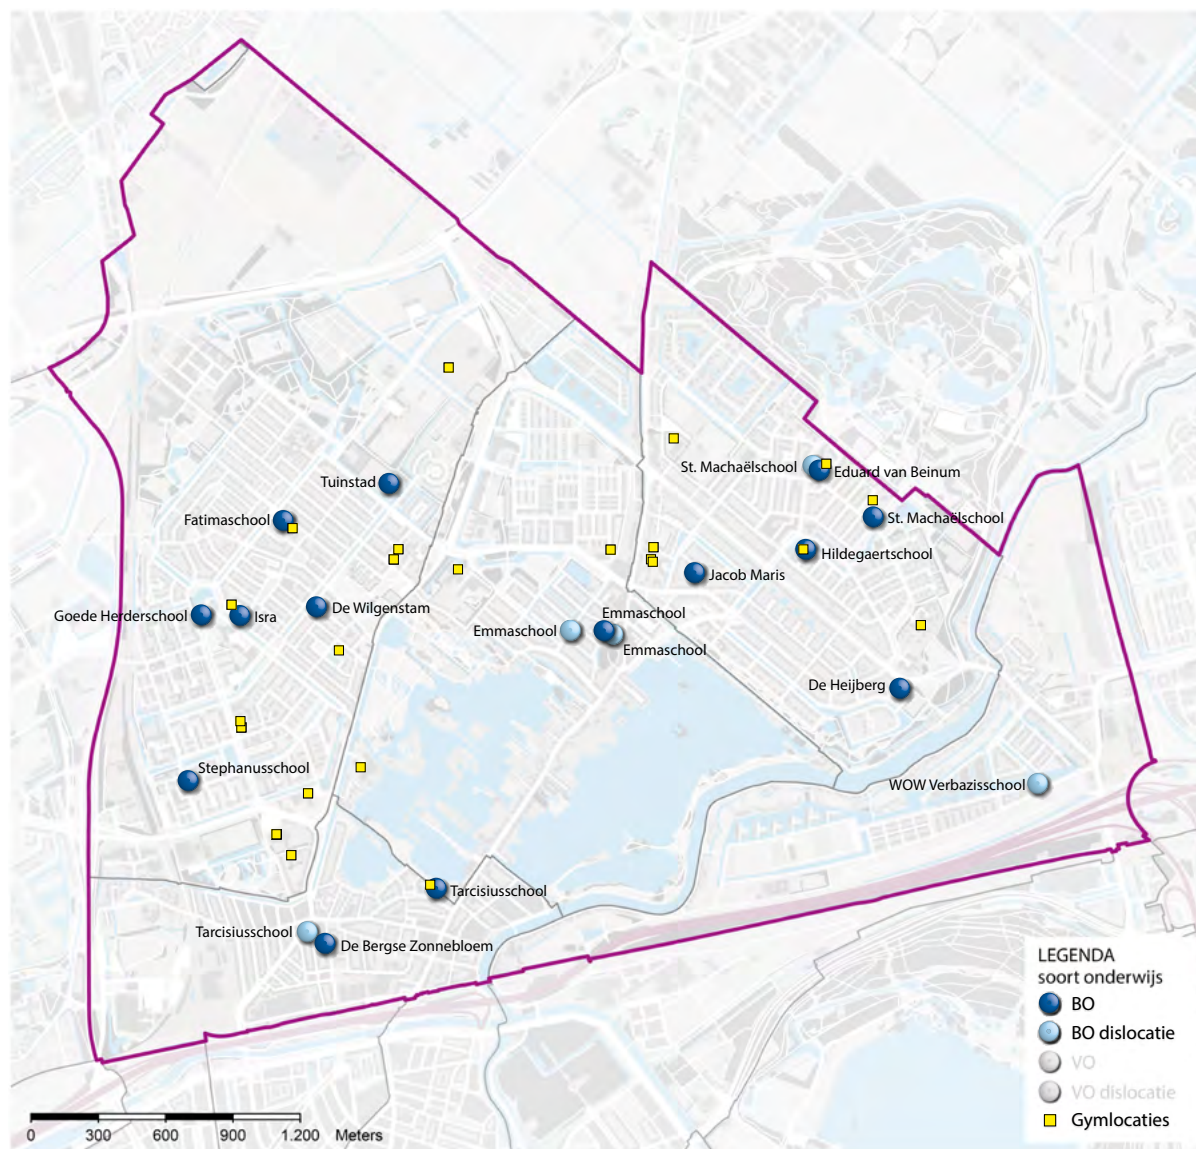 St. Machaëlschool
Eduard van Beinum
Tuinstad
Fatimaschool
St. Machaëlschool
Hildegaertschool
Jacob Maris
De Wilgenstam
Goede Herderschool
Isra
Emmaschool
Emmaschool
Emmaschool
De Heijberg
Stephanusschool
WOW Verbazisschool
Tarcisiusschool
Tarcisiusschool
De Bergse Zonnebloem
LEGENDA
soort onderwijs
BO
BO dislocatie
VO
VO dislocatie
Gymlocaties
0 300 600 900 1.200 Meters